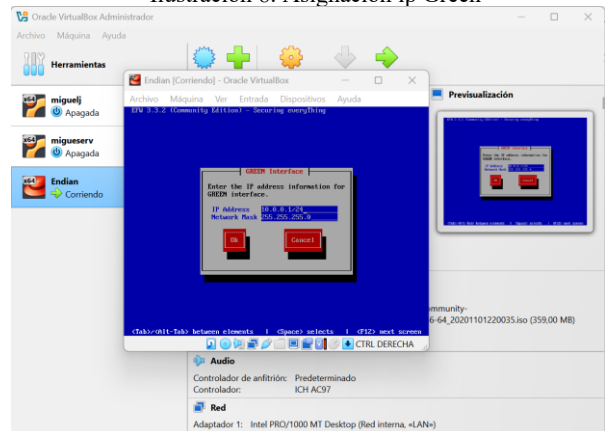 Ilustración 8. Asignación ip Green
Oracle VirtualBox Administrador
Archivo Máquina Ayuda
Herramientas
Endian [Corriendo] - Oracle VirtualBox
Archivo Máquina Ver Entrada Dispositivos Ayuda
EFW 3.3.2 (Community Edition) - Securing everyThing
miguelj
Apagada
migueserv
Apagada
Endian
Corriendo
GREEN Interface
Enter the IP address information for
GREEN interface.
IP Address 10.0.0.1/24
Network Mask 255.255.255.0
Ok Cancel
<Tab>/<Alt-Tab> between elements | <Space> selects | <F12> next screen
CTRL DERECHA
Previsualización
mmunity-
6-64_20201101220035.iso (359,00 MB)
Audio
Controlador de anfitrión: Predeterminado
Controlador: ICH AC97
Red
Adaptador 1: Intel PRO/1000 MT Desktop (Red interna, «LAN»)